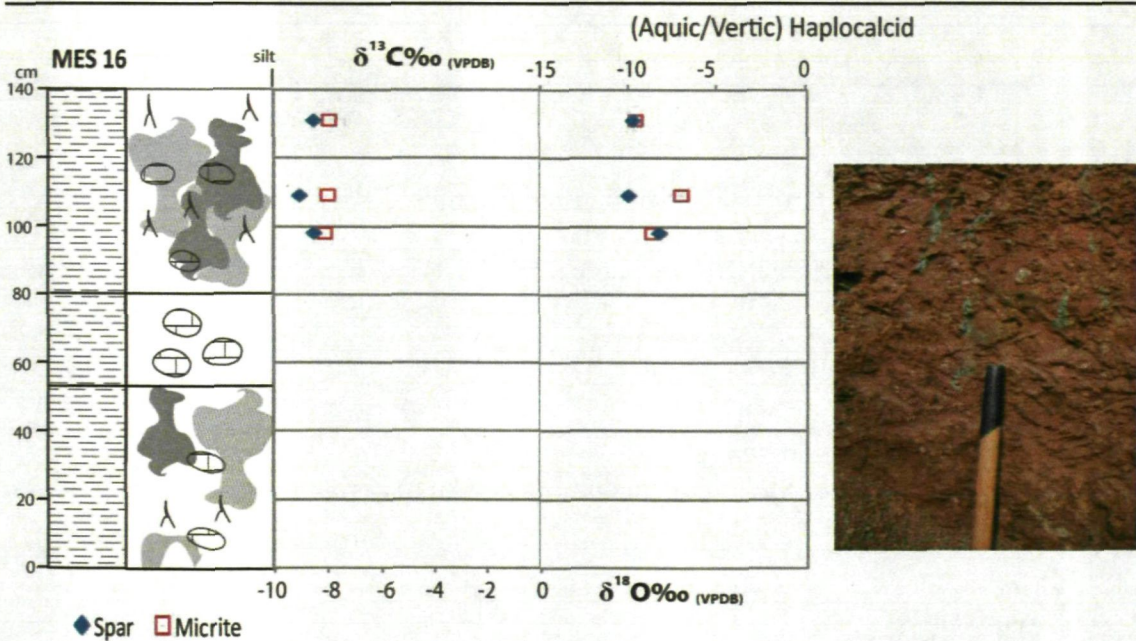 (Aquic/Vertic) Haplocalcid
MES 16
silt
δ¹³C‰ (VPDB)
-15
-10
-5
0
cm
140
120
100
80
60
40
20
0
-10
-8
-6
-4
-2
0
δ¹⁸O‰ (VPDB)
Spar
Micrite